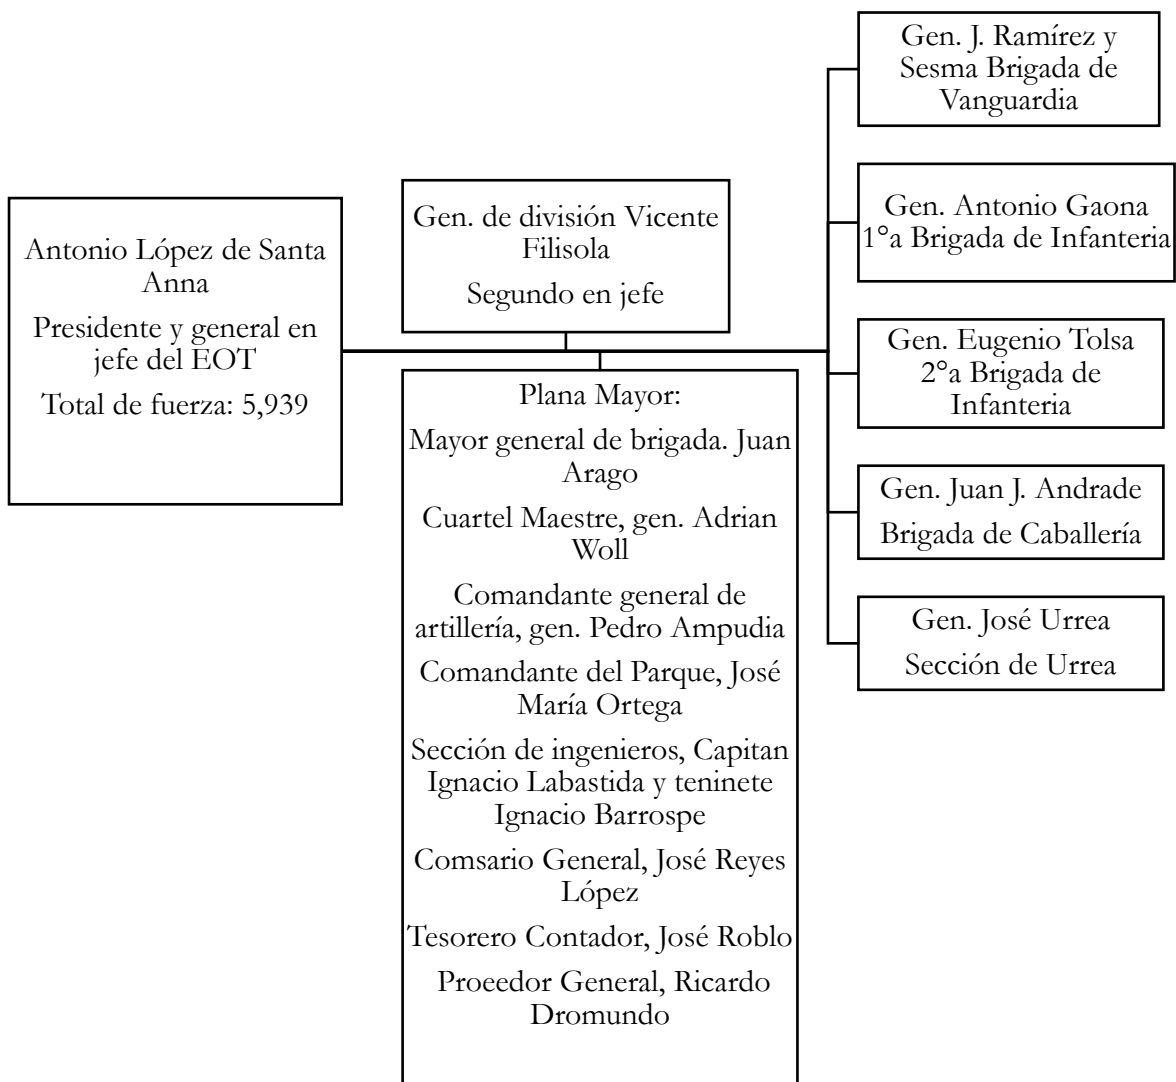 Antonio López de Santa
Anna
Presidente y general en
jefe del EOT
Total de fuerza: 5,939
Gen. de división Vicente
Filisola
Segundo en jefe
Plana Mayor:
Mayor general de brigada. Juan
Arago
Cuartel Maestre, gen. Adrian
Woll
Comandante general de
artillería, gen. Pedro Ampudia
Comandante del Parque, José
María Ortega
Sección de ingenieros, Capitan
Ignacio Labastida y teninete
Ignacio Barrospe
Comsario General, José Reyes
López
Tesorero Contador, José Roblo
Proeedor General, Ricardo
Dromundo
Gen. J. Ramírez y
Sesma Brigada de
Vanguardia
Gen. Antonio Gaona
1°a Brigada de Infanteria
Gen. Eugenio Tolsa
2°a Brigada de
Infanteria
Gen. Juan J. Andrade
Brigada de Caballería
Gen. José Urrea
Sección de Urrea